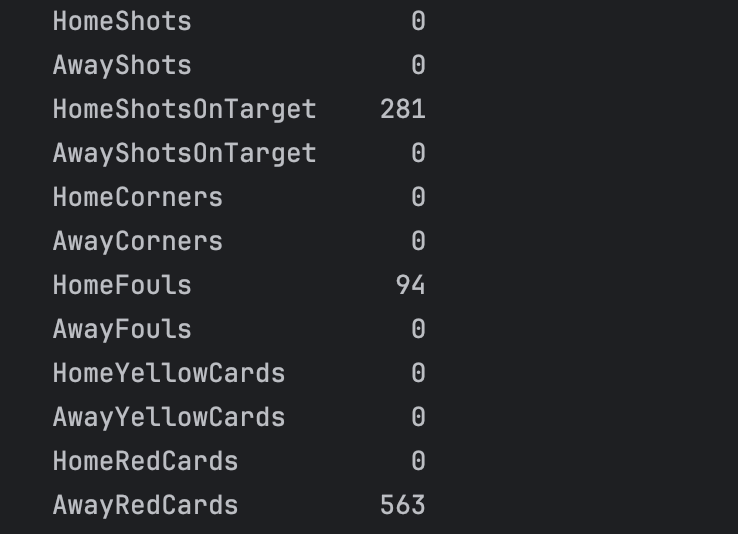 HomeShots 0
AwayShots 0
HomeShotsOnTarget 281
AwayShotsOnTarget 0
HomeCorners 0
AwayCorners 0
HomeFouls 94
AwayFouls 0
HomeYellowCards 0
AwayYellowCards 0
HomeRedCards 0
AwayRedCards 563